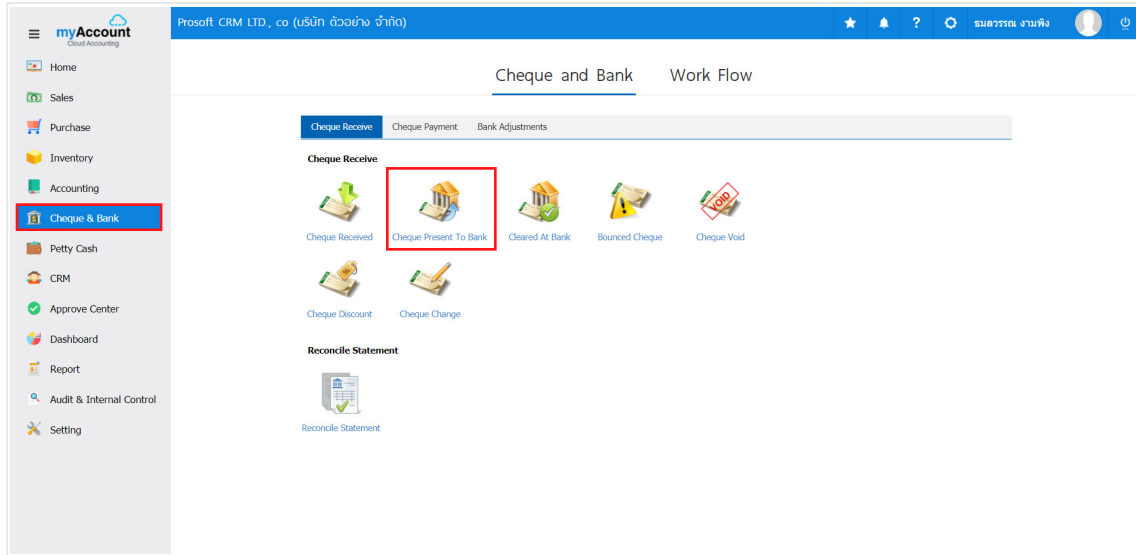 myAccount
Cloud Accounting
Prosoft CRM LTD., co (บริษัท ตัวอย่าง จำกัด)
?
ธมลวรรณ งามพึง
Home
Sales
Purchase
Inventory
Accounting
Cheque & Bank
Petty Cash
CRM
Approve Center
Dashboard
Report
Audit & Internal Control
Setting
Cheque and Bank Work Flow
Cheque Receive Cheque Payment Bank Adjustments
Cheque Receive
Cheque Received Cheque Present To Bank Cleared At Bank Bounced Cheque Cheque Void
VOID
Cheque Discount Cheque Change
Reconcile Statement
Reconcile Statement